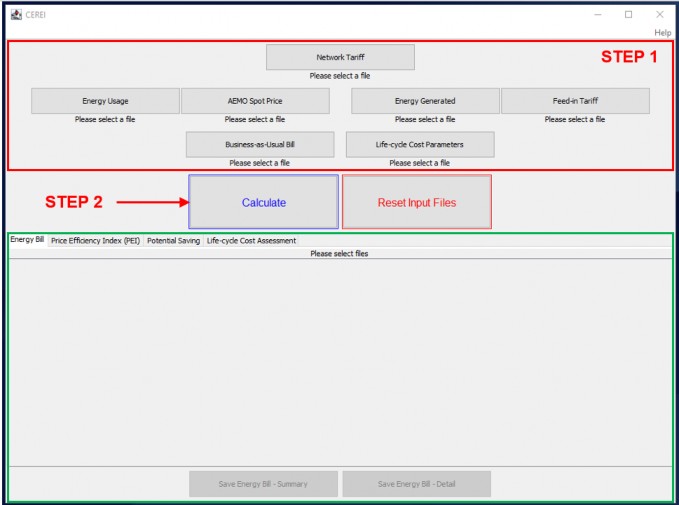 CEREI
Help
STEP 1
Network Tariff
Please select a file
Energy Usage AEMO Spot Price Energy Generated Feed-in Tariff
Please select a file Please select a file Please select a file Please select a file
Business-as-Usual Bill Life-cycle Cost Parameters
Please select a file Please select a file
STEP 2 Calculate Reset Input Files
Energy Bill Price Efficiency Index (PEI) Potential Saving Life-cycle Cost Assessment
Please select files
Save Energy Bill - Summary Save Energy Bill - Detail